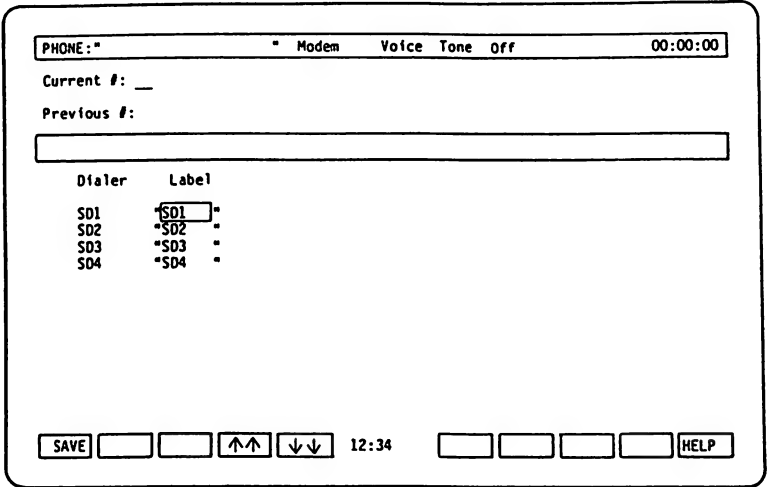 PHONE:" " Modem Voice Tone Off 00:00:00
Current #: __
Previous #:
Dialer Label
SD1 "SD1 "
SD2 "SD2 "
SD3 "SD3 "
SD4 "SD4 "
SAVE ↑↑ ↓↓ 12:34 HELP